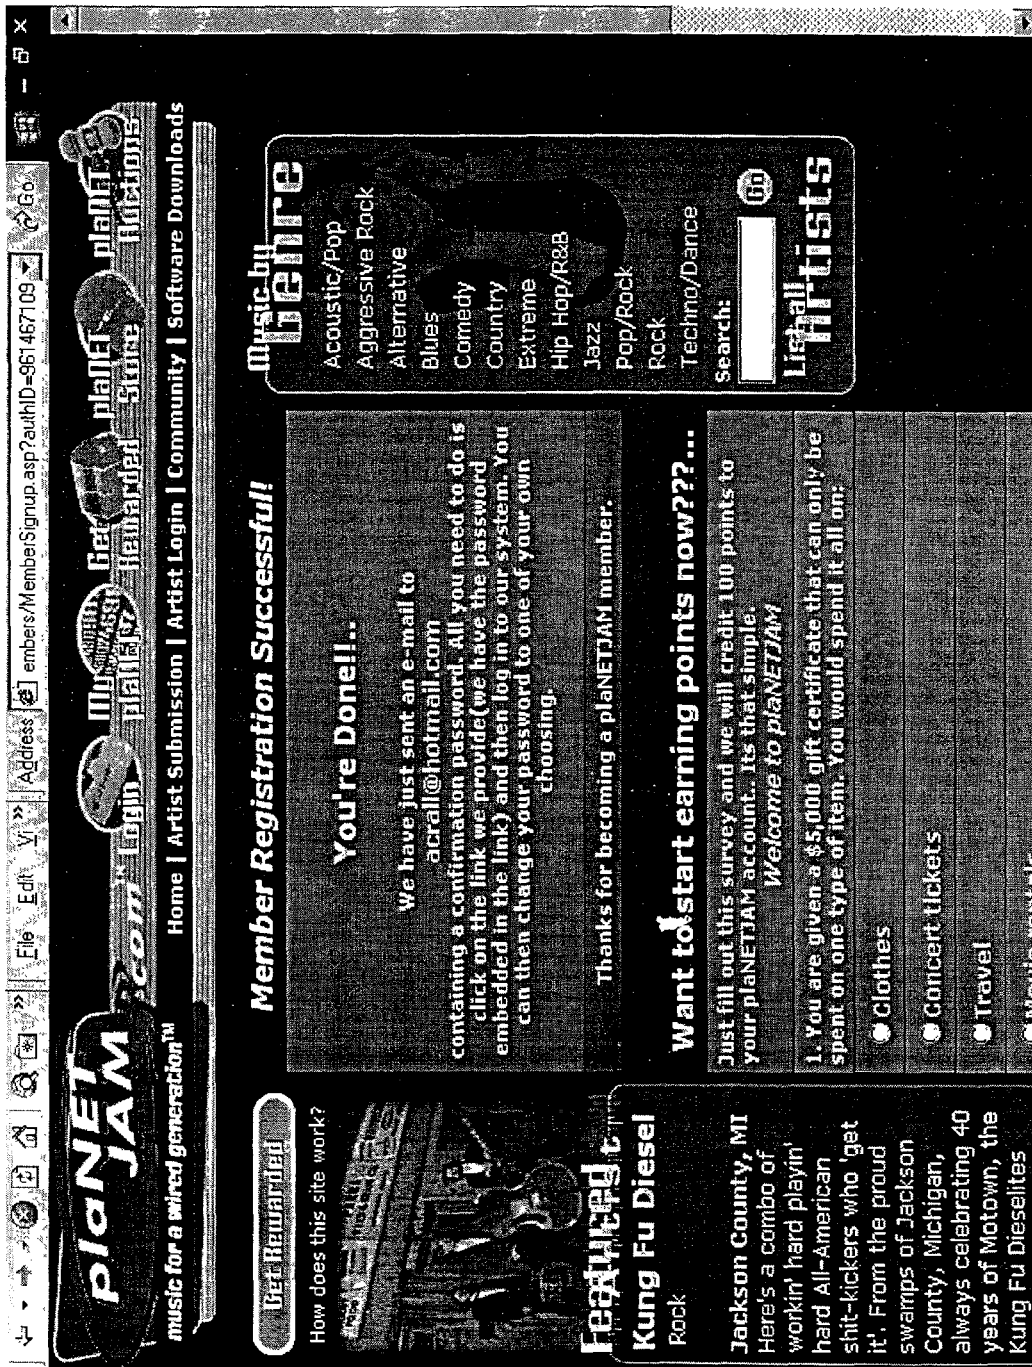 File Edit Vi »
Address embers/MemberSignup.asp?authID=961467109 Go
plaNET
JAM
.com™
music for a wired generation™
Login
My
plaNET
Get
Rewarded
plaNET
Store
plaNET
Auctions
Home | Artist Submission | Artist Login | Community | Software Downloads
Get Rewarded
How does this site work?
Featured
Kung Fu Diesel
Rock
Jackson County, MI
Here's a combo of
workin' hard playin'
hard All-American
shit-kickers who 'get
it'. From the proud
swamps of Jackson
County, Michigan,
always celebrating 40
years of Motown, the
Kung Fu Dieselites
Member Registration Successful!
You're Done!!..
We have just sent an e-mail to
acrall@hotmail.com
containing a confirmation password. All you need to do is
click on the link we provide(we have the password
embedded in the link) and then log in to our system. You
can then change your password to one of your own
choosing.
Thanks for becoming a plaNETJAM member.
Want to start earning points now???...
Just fill out this survey and we will credit 100 points to
your plaNETJAM account..its that simple.
Welcome to plaNETJAM
1. You are given a $5,000 gift certificate that can only be
spent on one type of item. You would spend it all on:
Clothes
Concert tickets
Travel
Music by
Genre
Acoustic/Pop
Aggressive Rock
Alternative
Blues
Comedy
Country
Extreme
Hip Hop/R&B
Jazz
Pop/Rock
Rock
Techno/Dance
Search:
Go
List all
Artists